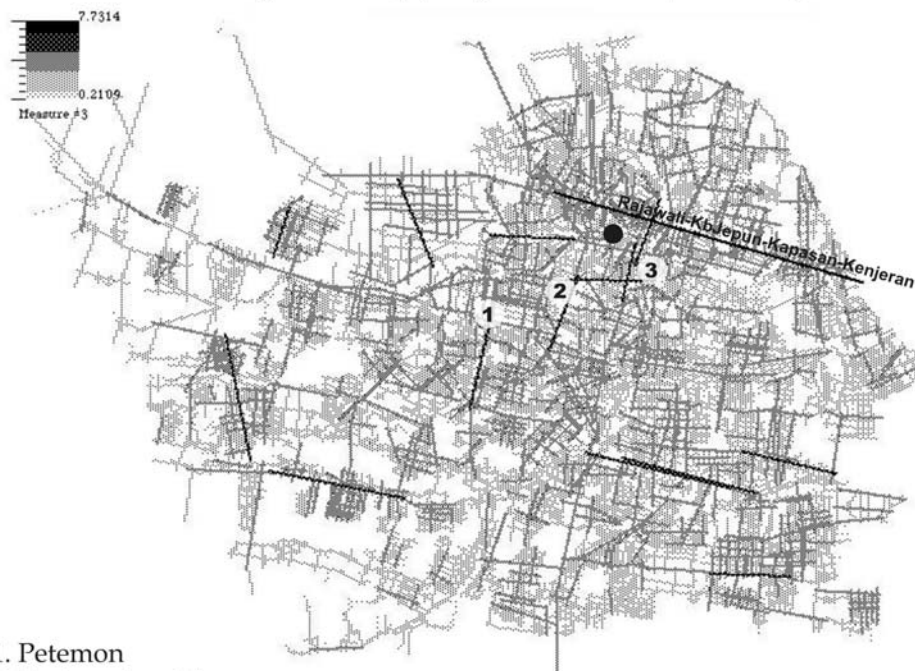 7.7314
0.2109
Measure #3
Rajawali-KbJepun-Kapasan-Kenjeran
3
2
1
. Petemon